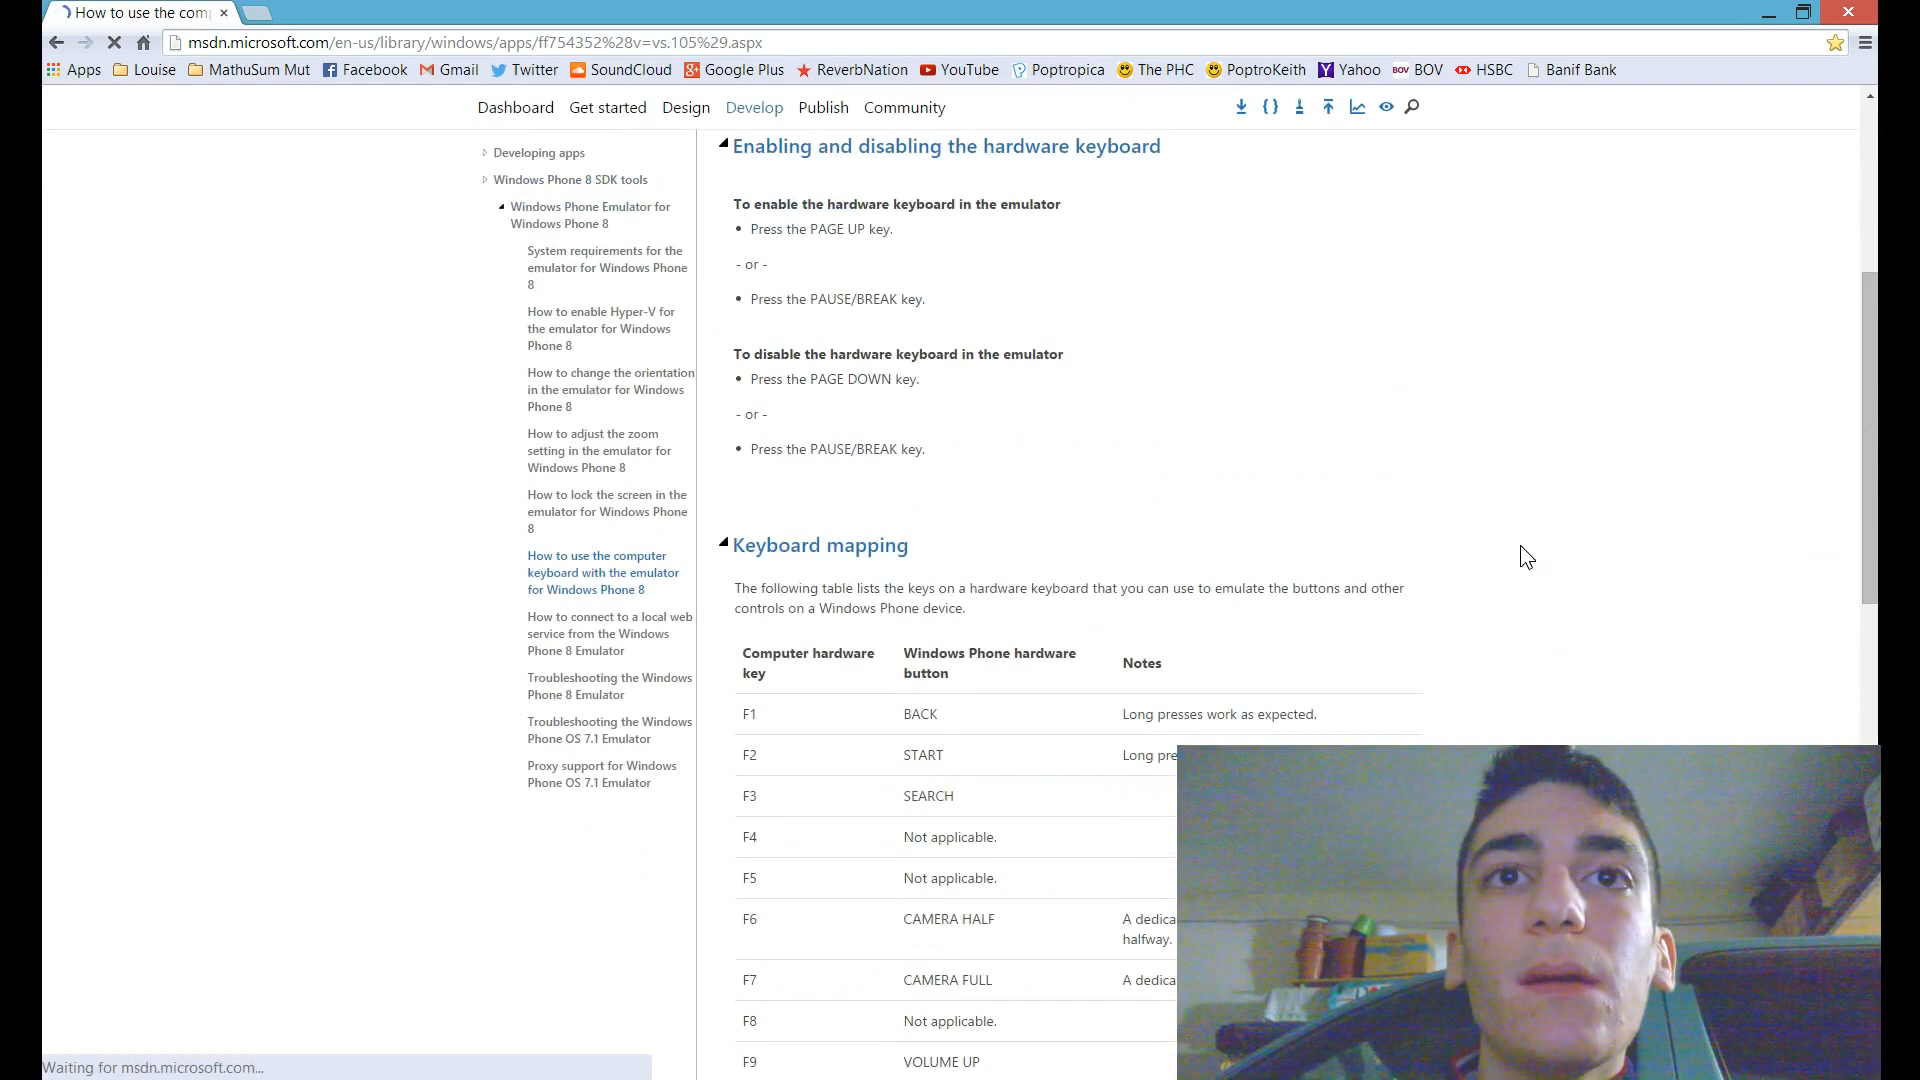 How to use the com
msdn.microsoft.com/en-us/library/windows/apps/ff754352%28v=vs.105%29.aspx
Apps Louise MathuSum Mut Facebook Gmail Twitter SoundCloud Google Plus ReverbNation YouTube Poptropica The PHC PoptroKeith Yahoo BOV BOV HSBC Banif Bank
Dashboard Get started Design Develop Publish Community
Developing apps
Windows Phone 8 SDK tools
Windows Phone Emulator for
Windows Phone 8
System requirements for the
emulator for Windows Phone
8
How to enable Hyper-V for
the emulator for Windows
Phone 8
How to change the orientation
in the emulator for Windows
Phone 8
How to adjust the zoom
setting in the emulator for
Windows Phone 8
How to lock the screen in the
emulator for Windows Phone
8
How to use the computer
keyboard with the emulator
for Windows Phone 8
How to connect to a local web
service from the Windows
Phone 8 Emulator
Troubleshooting the Windows
Phone 8 Emulator
Troubleshooting the Windows
Phone OS 7.1 Emulator
Proxy support for Windows
Phone OS 7.1 Emulator
Enabling and disabling the hardware keyboard
To enable the hardware keyboard in the emulator
• Press the PAGE UP key.
- or -
• Press the PAUSE/BREAK key.
To disable the hardware keyboard in the emulator
• Press the PAGE DOWN key.
- or -
• Press the PAUSE/BREAK key.
Keyboard mapping
The following table lists the keys on a hardware keyboard that you can use to emulate the buttons and other
controls on a Windows Phone device.
Computer hardware
key
Windows Phone hardware
button
Notes
F1 BACK Long presses work as expected.
F2 START Long pre
F3 SEARCH
F4 Not applicable.
F5 Not applicable.
F6 CAMERA HALF A dedica
halfway.
F7 CAMERA FULL A dedica
F8 Not applicable.
F9 VOLUME UP
Waiting for msdn.microsoft.com...